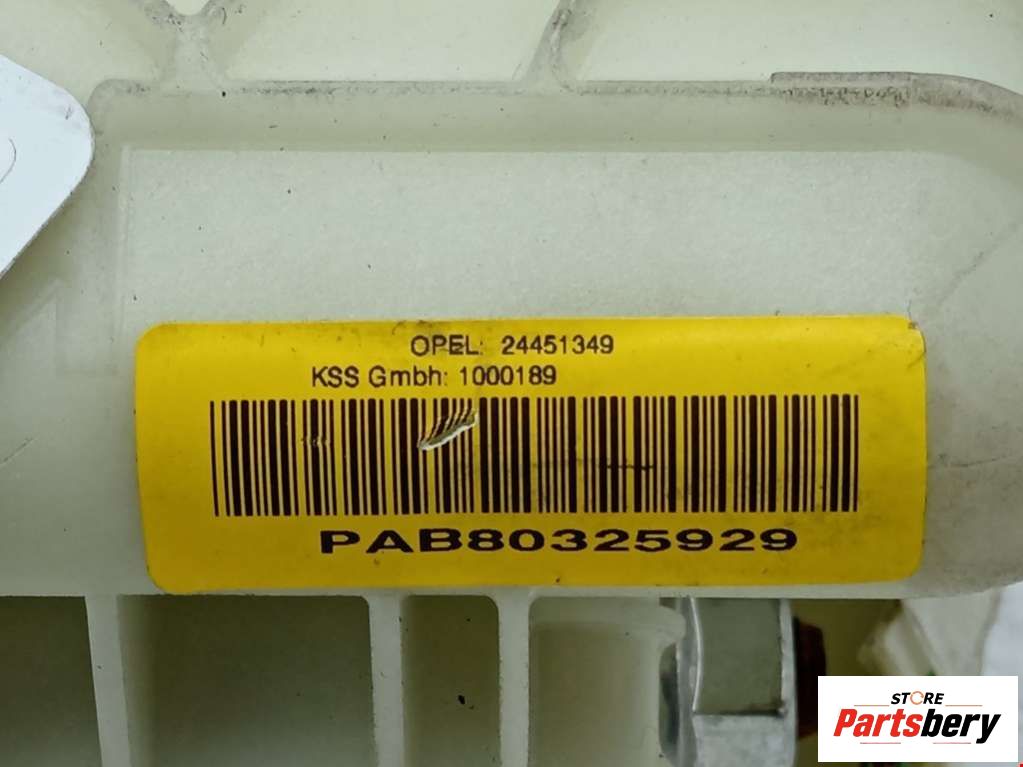 OPEL: 24451349
KSS Gmbh: 1000189
PAB80325929
STORE
Partsbery